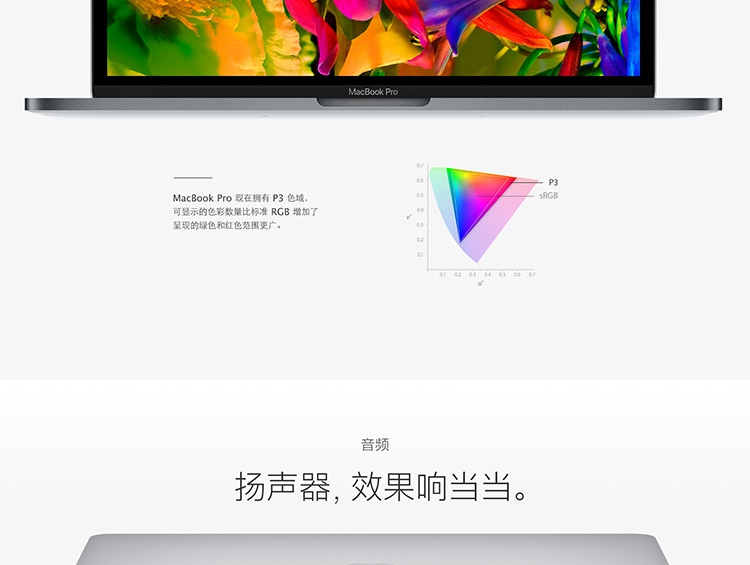 MacBook Pro
MacBook Pro 现在拥有 P3 色域，
可显示的色彩数量比标准 RGB 增加了
呈现的绿色和红色范围更广。
0.7
0.6
0.5
0.4
0.3
0.2
0.1
v'
0.1 0.2 0.3 0.4 0.5 0.6 0.7
u'
P3
sRGB
音频
扬声器，效果响当当。